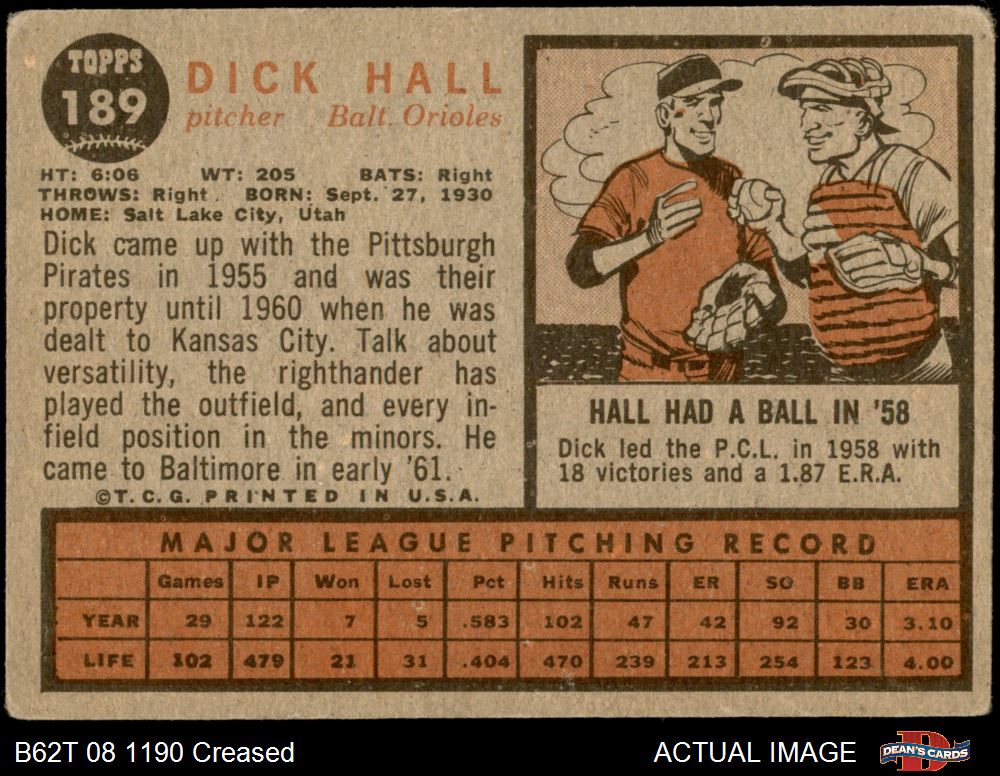 TOPPS
189
DICK HALL
pitcher Balt. Orioles
HT: 6:06 WT: 205 BATS: Right
THROWS: Right BORN: Sept. 27, 1930
HOME: Salt Lake City, Utah
Dick came up with the Pittsburgh
Pirates in 1955 and was their
property until 1960 when he was
dealt to Kansas City. Talk about
versatility, the righthander has
played the outfield, and every in-
field position in the minors. He
came to Baltimore in early '61.
©T.C.G. PRINTED IN U.S.A.
HALL HAD A BALL IN '58
Dick led the P.C.L. in 1958 with
18 victories and a 1.87 E.R.A.
MAJOR LEAGUE PITCHING RECORD
Games IP Won Lost Pct Hits Runs ER SO BB ERA
YEAR 29 122 7 5 .583 102 47 42 92 30 3.10
LIFE 102 479 21 31 .404 470 239 213 254 123 4.00
B62T 08 1190 Creased ACTUAL IMAGE DEAN'S CARDS